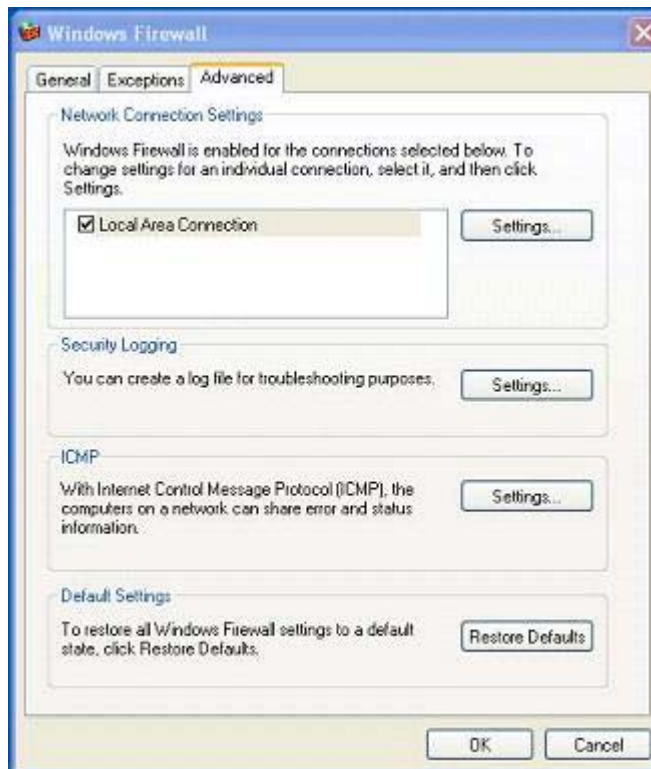 Windows Firewall
General Exceptions Advanced
Network Connection Settings
Windows Firewall is enabled for the connections selected below. To
change settings for an individual connection, select it, and then click
Settings.
Local Area Connection
Settings...
Security Logging
You can create a log file for troubleshooting purposes.
Settings...
ICMP
With Internet Control Message Protocol (ICMP), the
computers on a network can share error and status
information.
Settings...
Default Settings
To restore all Windows Firewall settings to a default
state, click Restore Defaults.
Restore Defaults
OK Cancel